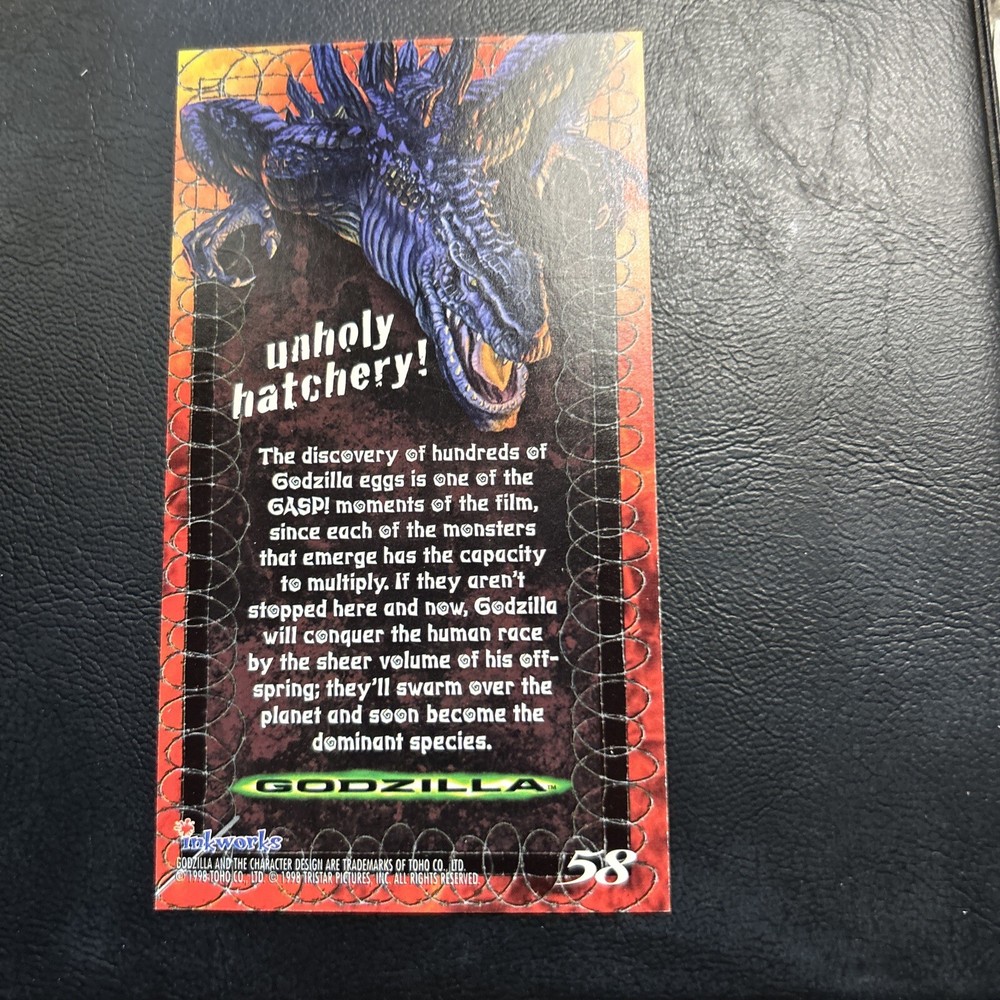 unholy
hatchery!
The discovery of hundreds of
Godzilla eggs is one of the
GASP! moments of the film,
since each of the monsters
that emerge has the capacity
to multiply. If they aren't
stopped here and now, Godzilla
will conquer the human race
by the sheer volume of his off-
spring; they'll swarm over the
planet and soon become the
dominant species.
GODZILLA™
inkworks
GODZILLA AND THE CHARACTER DESIGN ARE TRADEMARKS OF TOHO CO., LTD.
© 1998 TOHO CO., LTD. © 1998 TRISTAR PICTURES, INC. ALL RIGHTS RESERVED.
58